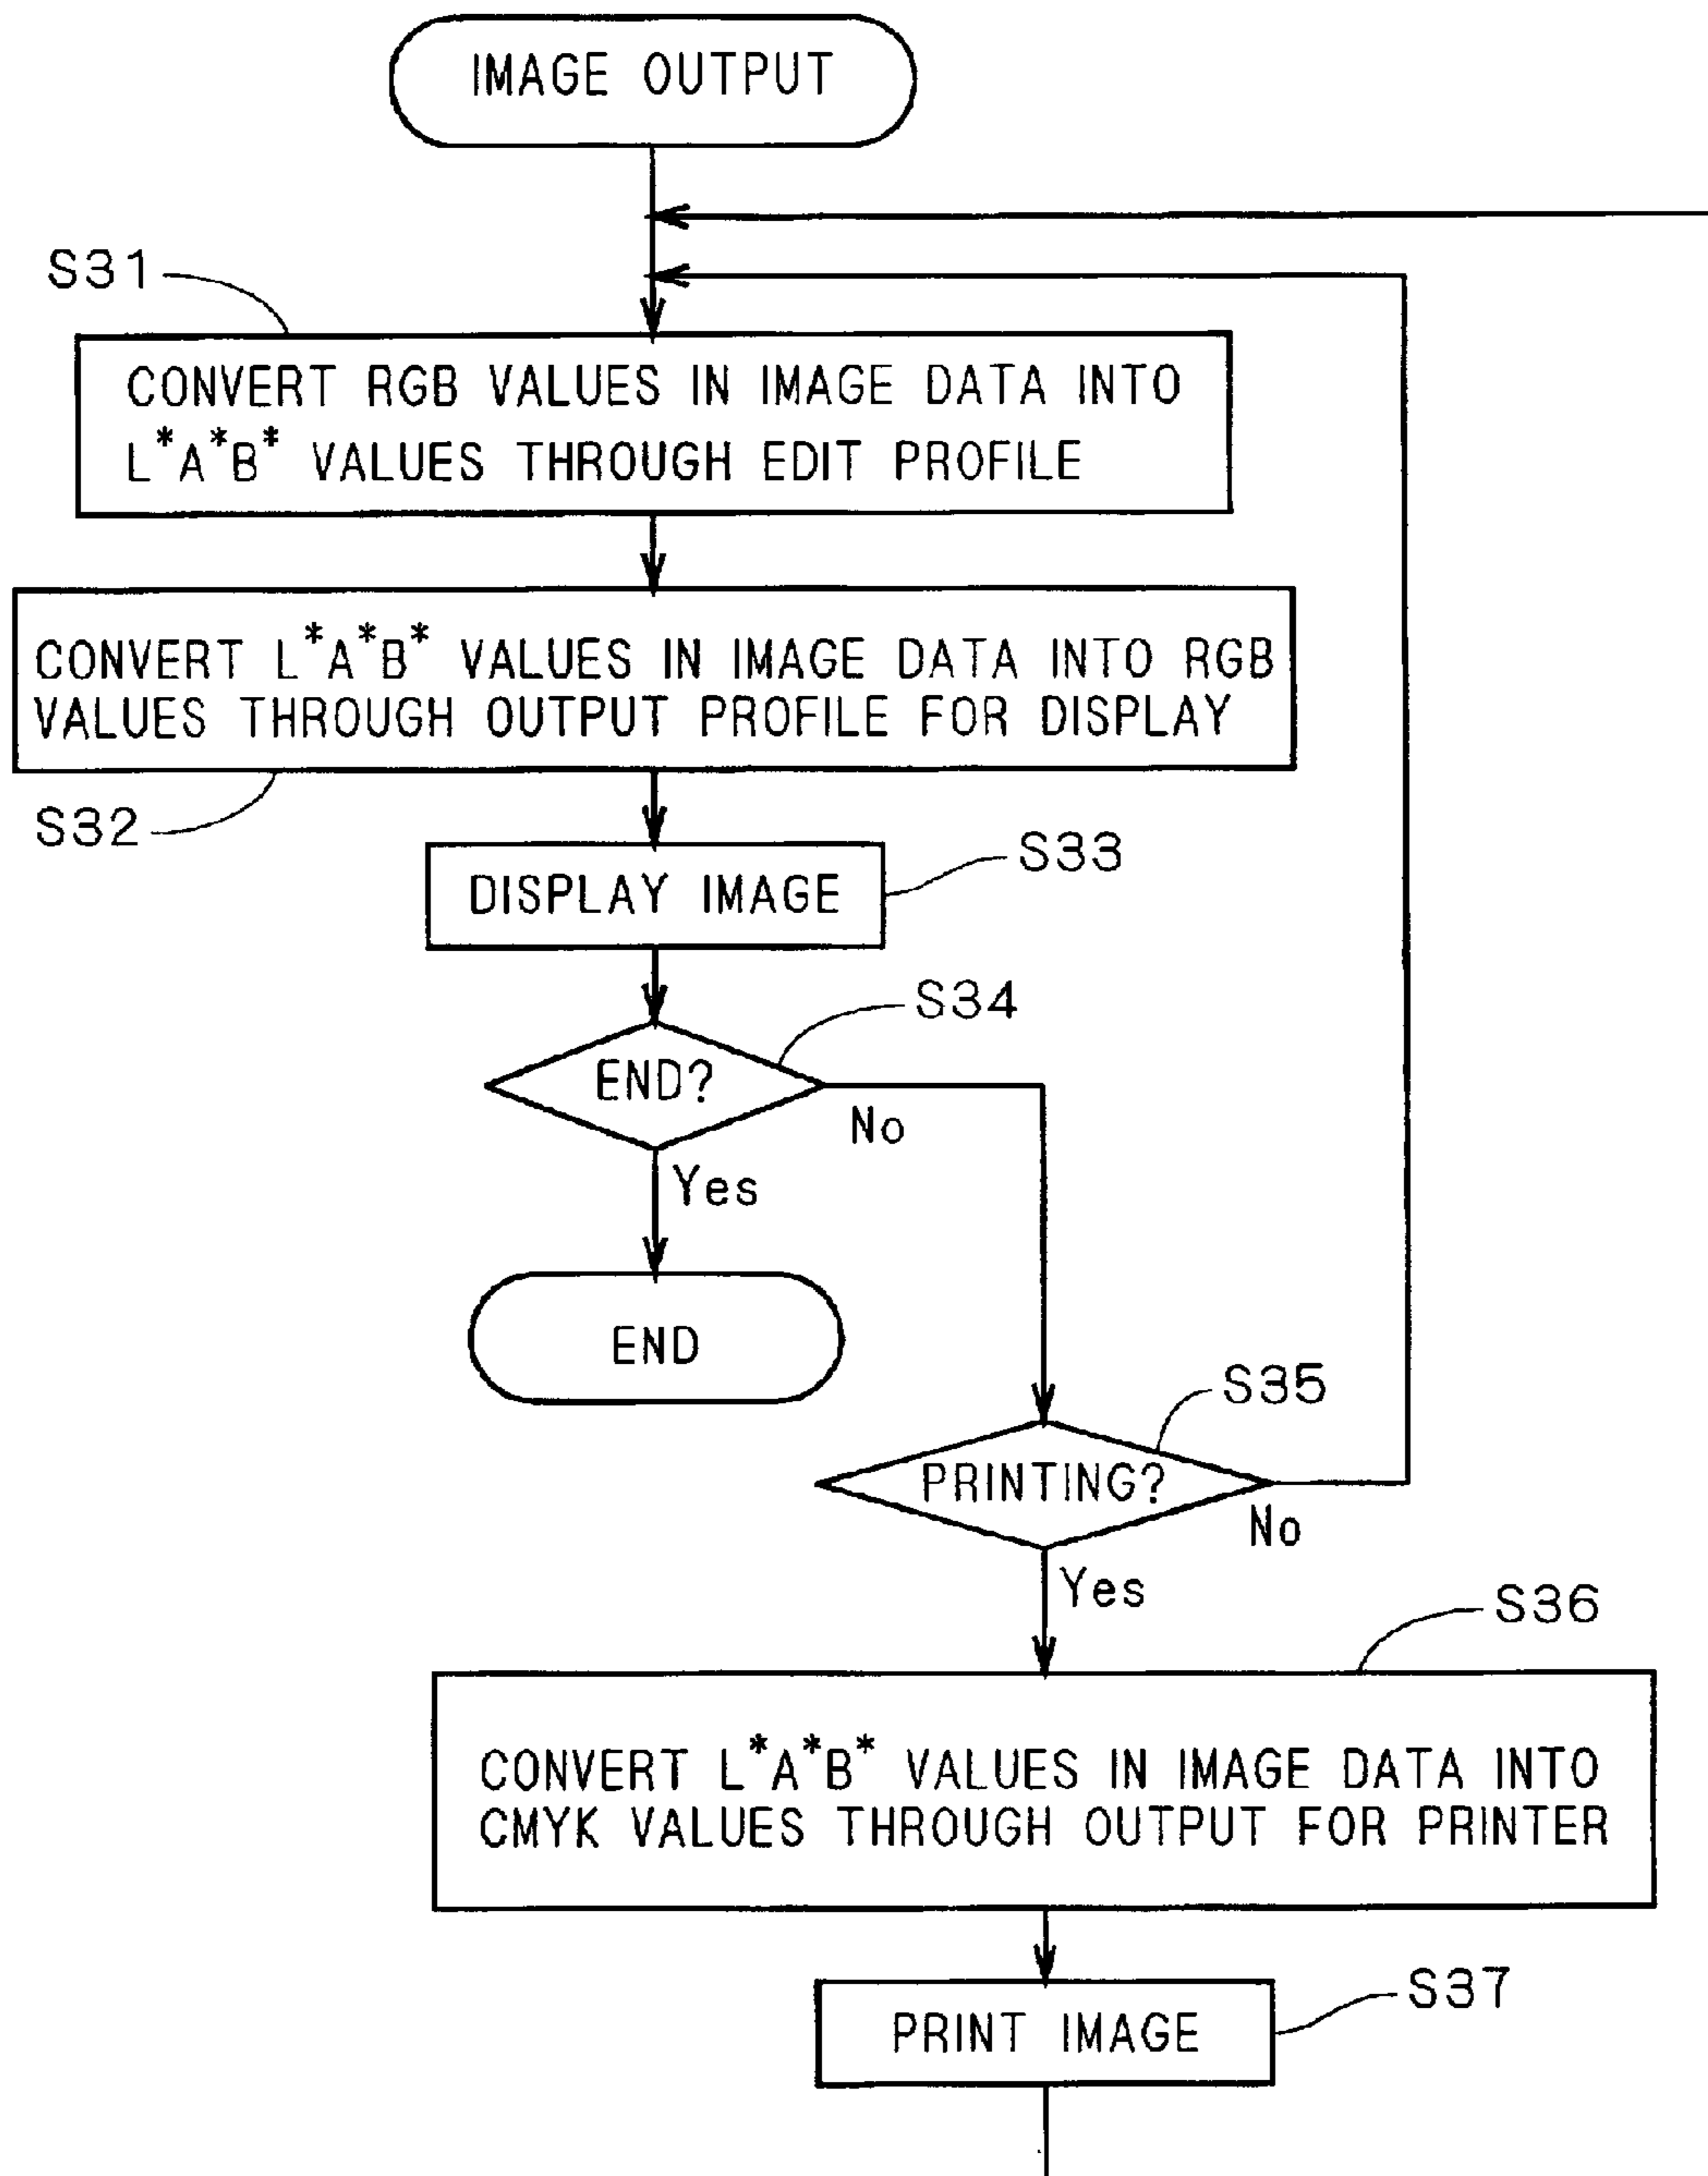 IMAGE OUTPUT
S31
CONVERT RGB VALUES IN IMAGE DATA INTO
L*A*B* VALUES THROUGH EDIT PROFILE
CONVERT L*A*B* VALUES IN IMAGE DATA INTO RGB
VALUES THROUGH OUTPUT PROFILE FOR DISPLAY
S32
S33
DISPLAY IMAGE
S34
END?
No
Yes
END
S35
PRINTING?
No
Yes
S36
CONVERT L*A*B* VALUES IN IMAGE DATA INTO
CMYK VALUES THROUGH OUTPUT FOR PRINTER
S37
PRINT IMAGE